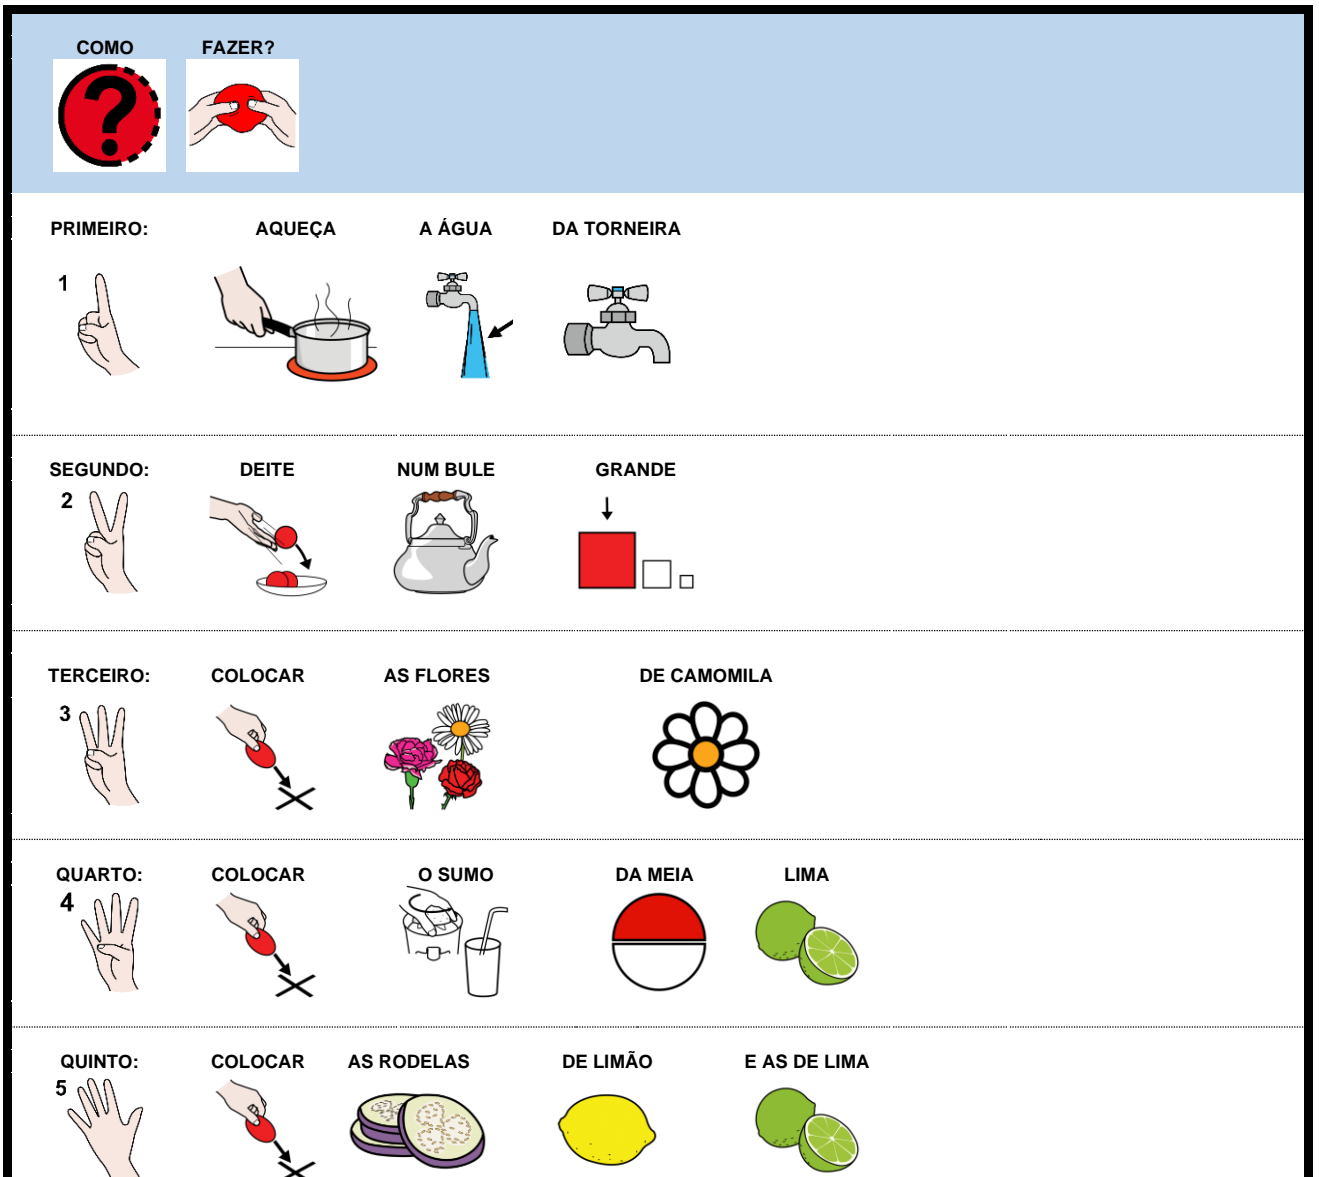 COMO FAZER?
PRIMEIRO: AQUEÇA A ÁGUA DA TORNEIRA
1
SEGUNDO: DEITE NUM BULE GRANDE
2
TERCEIRO: COLOCAR AS FLORES DE CAMOMILA
3
QUARTO: COLOCAR O SUMO DA MEIA LIMA
4
QUINTO: COLOCAR AS RODELAS DE LIMÃO E AS DE LIMA
5